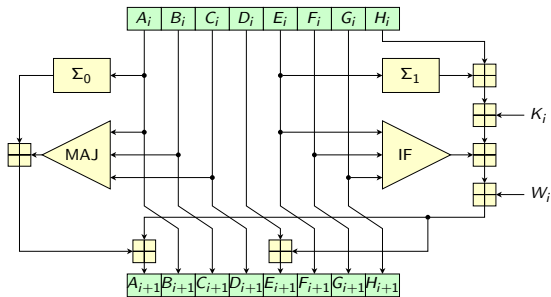 A_i B_i C_i D_i E_i F_i G_i H_i
Σ_0 Σ_1
K_i
MAJ IF
W_i
A_{i+1} B_{i+1} C_{i+1} D_{i+1} E_{i+1} F_{i+1} G_{i+1} H_{i+1}